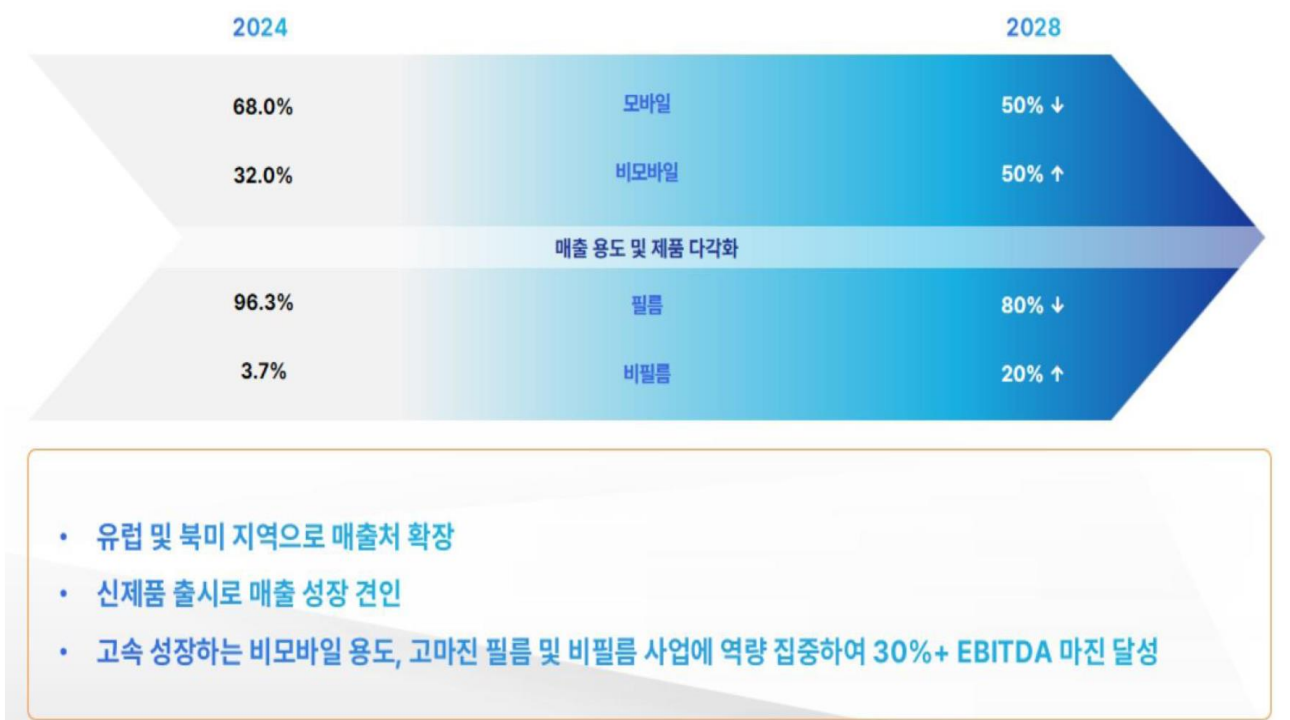 2024 2028
68.0% 모바일 50% ↓
32.0% 비모바일 50% ↑
매출 용도 및 제품 다각화
96.3% 필름 80% ↓
3.7% 비필름 20% ↑
• 유럽 및 북미 지역으로 매출처 확장
• 신제품 출시로 매출 성장 견인
• 고속 성장하는 비모바일 용도, 고마진 필름 및 비필름 사업에 역량 집중하여 30%+ EBITDA 마진 달성